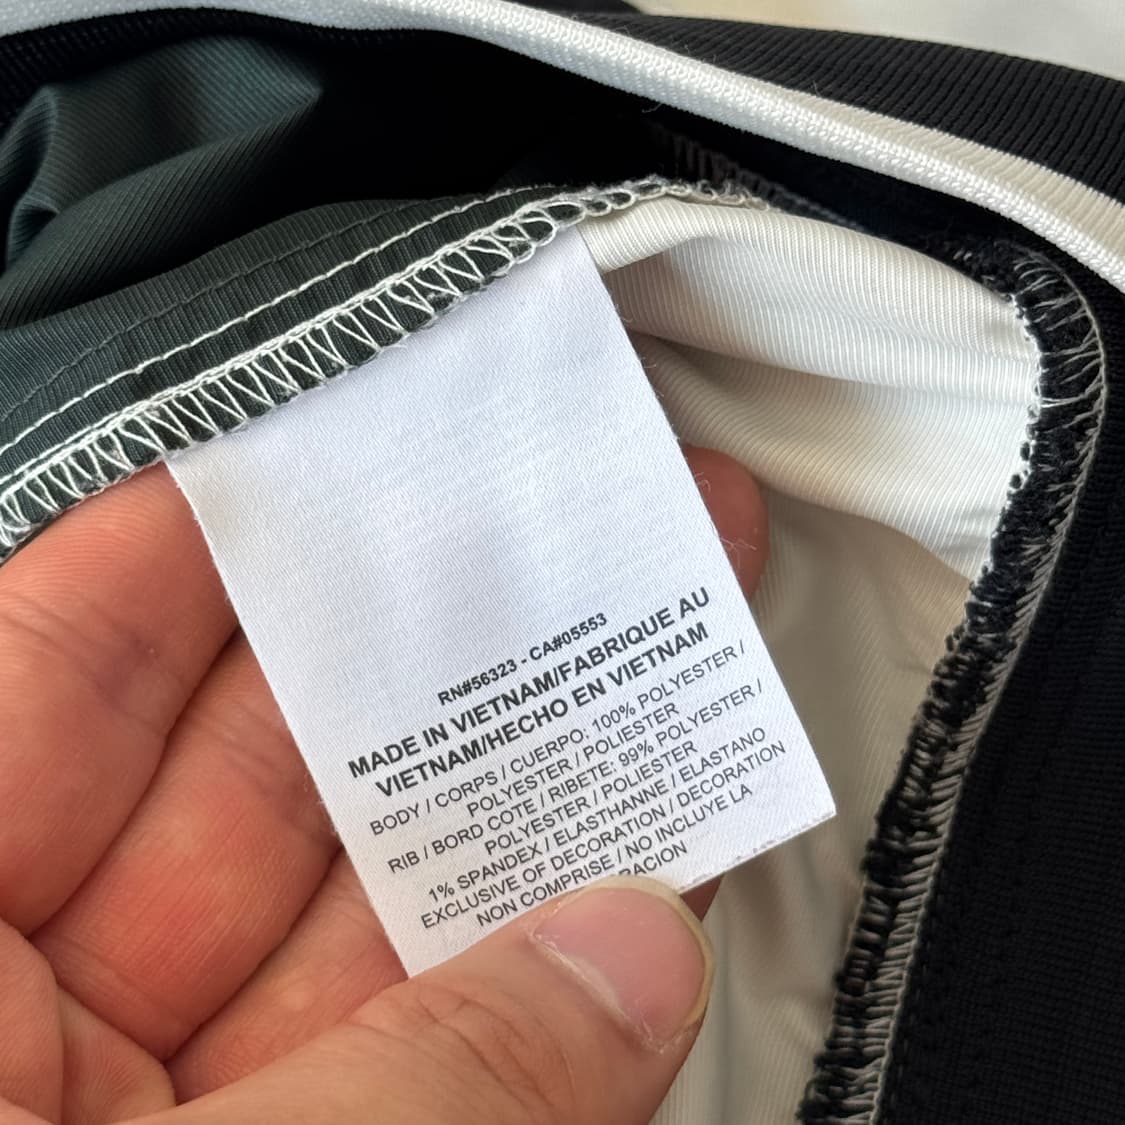 RN#56323 - CA#05553
MADE IN VIETNAM/FABRIQUE AU
VIETNAM/HECHO EN VIETNAM
BODY / CORPS / CUERPO: 100% POLYESTER /
POLYESTER / POLIESTER
RIB / BORD COTE / RIBETE: 99% POLYESTER /
POLYESTER / POLIESTER
1% SPANDEX / ELASTHANNE / ELASTANO
EXCLUSIVE OF DECORATION / DECORATION
NON COMPRISE / NO INCLUYE LA